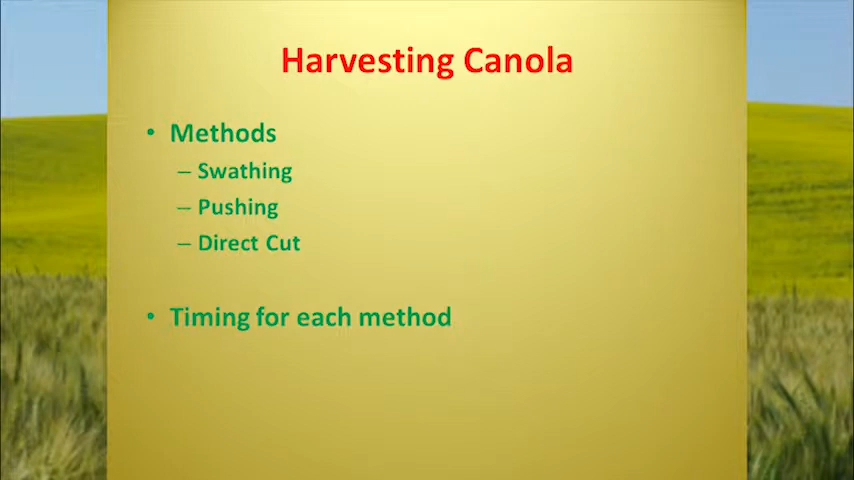 Harvesting Canola
• Methods
– Swathing
– Pushing
– Direct Cut
• Timing for each method